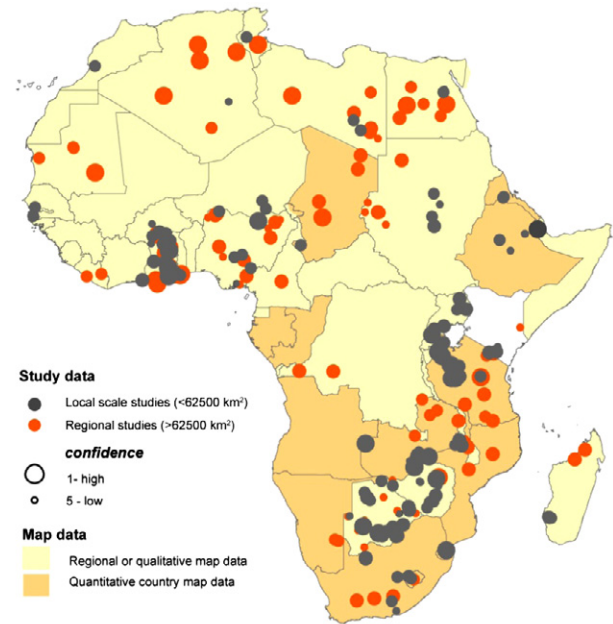 Study data
Local scale studies (<62500 km²)
Regional studies (>62500 km²)
confidence
1- high
5 - low
Map data
Regional or qualitative map data
Quantitative country map data